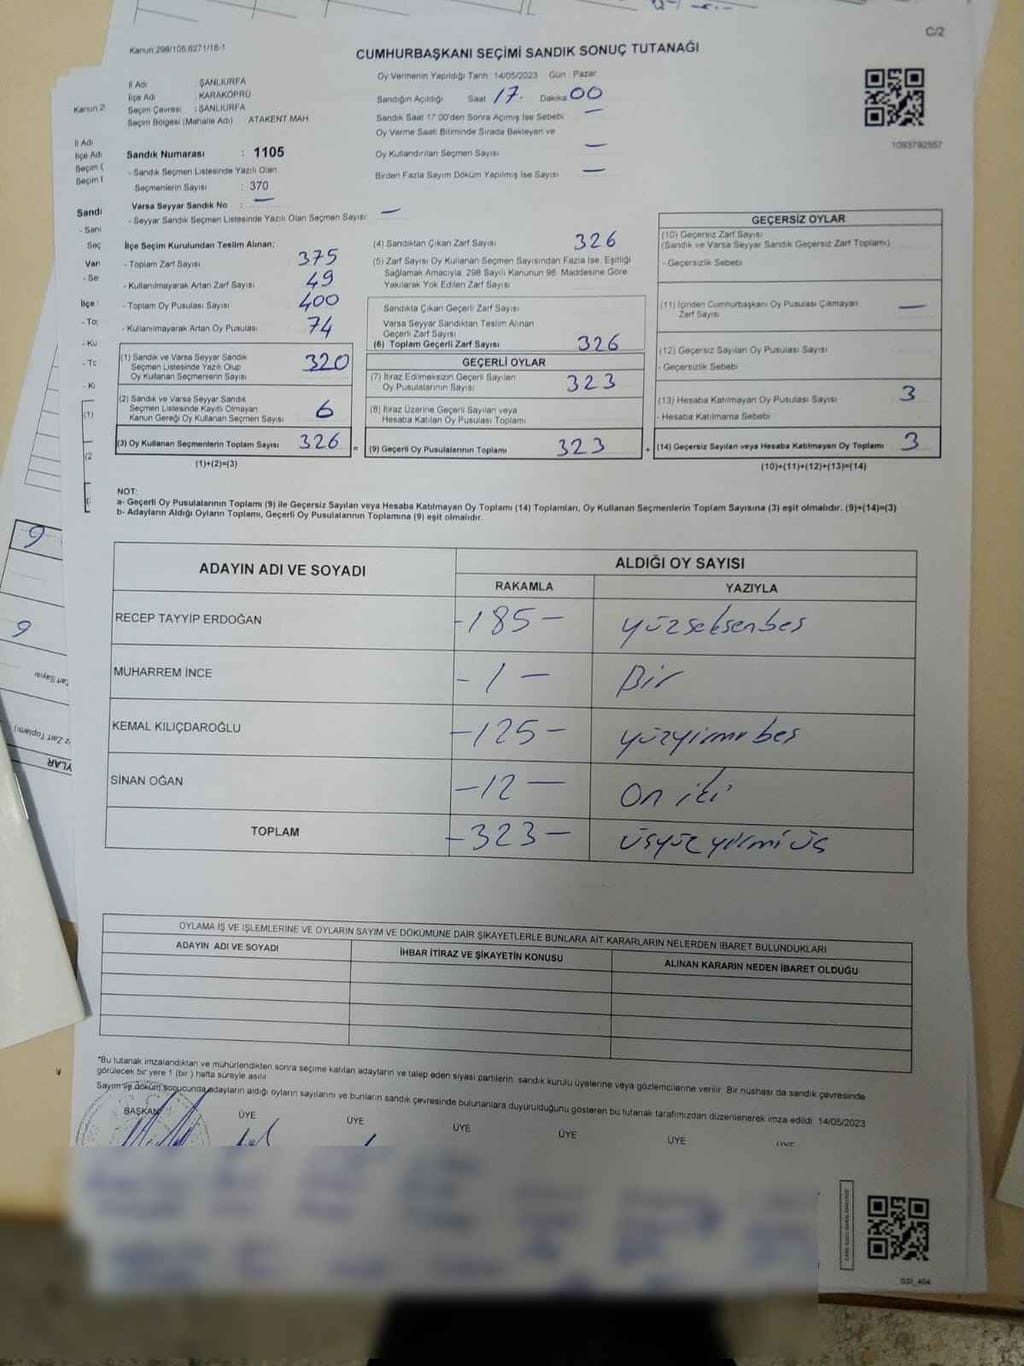 C/2
Kanun:298/105,6271/18-1
CUMHURBAŞKANI SEÇİMİ SANDIK SONUÇ TUTANAĞI
İl Adı ŞANLIURFA
İlçe Adı KARAKÖPRÜ
Seçim Çevresi : ŞANLIURFA
Seçim Bölgesi (Mahalle Adı) ATAKENT MAH
Oy Vermenin Yapıldığı Tarih 14/05/2023 Gün Pazar
Sandığın Açıldığı Saat 17. Dakika 00
Sandık Saat 17:00'den Sonra Açımış İse Sebebi —
Oy Verme Saati Bitiminde Sırada Bekleyen ve
Oy Kullandırılan Seçmen Sayısı —
Birden Fazla Sayım Döküm Yapılmış İse Sayısı —
1093792557
Sandık Numarası : 1105
- Sandık Seçmen Listesinde Yazılı Olan
Seçmenlerin Sayısı : 370
Varsa Seyyar Sandık No : —
- Seyyar Sandık Seçmen Listesinde Yazılı Olan Seçmen Sayısı —
İlçe Seçim Kurulundan Teslim Alınan:
- Toplam Zarf Sayısı 375
- Kullanılmayarak Artan Zarf Sayısı 49
- Toplam Oy Pusulası Sayısı 400
- Kullanılmayarak Artan Oy Pusulası 74
(1) Sandık ve Varsa Seyyar Sandık
Seçmen Listesinde Yazılı Olup
Oy Kullanan Seçmenlerin Sayısı 320
(2) Sandık ve Varsa Seyyar Sandık
Seçmen Listesinde Kayıtlı Olmayan
Kanun Gereği Oy Kullanan Seçmen Sayısı 6
(3) Oy Kullanan Seçmenlerin Toplam Sayısı 326
(1)+(2)=(3)
(4) Sandıktan Çıkan Zarf Sayısı 326
(5) Zarf Sayısı Oy Kullanan Seçmen Sayısından Fazla İse, Eşitliği
Sağlamak Amacıyla, 298 Sayılı Kanunun 98. Maddesine Göre
Yakılarak Yok Edilen Zarf Sayısı
Sandıkta Çıkan Geçerli Zarf Sayısı
Varsa Seyyar Sandıktan Teslim Alınan
Geçerli Zarf Sayısı
(6) Toplam Geçerli Zarf Sayısı 326
GEÇERLİ OYLAR
(7) İtiraz Edilmeksizin Geçerli Sayılan
Oy Pusulalarının Sayısı 323
(8) İtiraz Üzerine Geçerli Sayılan veya
Hesaba Katılan Oy Pusulaları Toplamı
= (9) Geçerli Oy Pusulalarının Toplamı 323
GEÇERSİZ OYLAR
(10) Geçersiz Zarf Sayısı
(Sandık ve Varsa Seyyar Sandık Geçersiz Zarf Toplamı)
- Geçersizlik Sebebi
(11) İçinden Cumhurbaşkanı Oy Pusulası Çıkmayan
Zarf Sayısı —
(12) Geçersiz Sayılan Oy Pusulası Sayısı
- Geçersizlik Sebebi
(13) Hesaba Katılmayan Oy Pusulası Sayısı 3
- Hesaba Katılmama Sebebi
+ (14) Geçersiz Sayılan veya Hesaba Katılmayan Oy Toplamı 3
(10)+(11)+(12)+(13)=(14)
NOT:
a- Geçerli Oy Pusulalarının Toplamı (9) ile Geçersiz Sayılan veya Hesaba Katılmayan Oy Toplamı (14) Toplamları, Oy Kullanan Seçmenlerin Toplam Sayısına (3) eşit olmalıdır. (9)+(14)=(3)
b- Adayların Aldığı Oyların Toplamı, Geçerli Oy Pusulalarının Toplamına (9) eşit olmalıdır.
ADAYIN ADI VE SOYADI
ALDIĞI OY SAYISI
RAKAMLA YAZIYLA
RECEP TAYYİP ERDOĞAN -185- yüzseksenbeş
MUHARREM İNCE -1- Bir
KEMAL KILIÇDAROĞLU -125- yüzyirmibeş
SİNAN OĞAN -12- On iki
TOPLAM -323- üçyüzyirmiüç
OYLAMA İŞ VE İŞLEMLERİNE VE OYLARIN SAYIM VE DÖKÜMÜNE DAİR ŞİKAYETLERLE BUNLARA AİT KARARLARIN NELERDEN İBARET BULUNDUKLARI
ADAYIN ADI VE SOYADI İHBAR İTİRAZ VE ŞİKAYETİN KONUSU ALINAN KARARIN NEDEN İBARET OLDUĞU
*Bu tutanak imzalandıktan ve mühürlendikten sonra seçime katılan adayların ve talep eden siyasi partilerin, sandık kurulu üyelerine veya gözlemcilerine verilir. Bir nüshası da sandık çevresinde
görülecek bir yere 1 (bir ) hafta süreyle asılır
Sayım ve döküm sonucunda adayların aldığı oyların sayılarını ve bunların sandık çevresinde bulunanlara duyurulduğunu gösteren bu tutanak tarafımızdan düzenlenerek imza edildi. 14/05/2023
BAŞKAN ÜYE ÜYE ÜYE ÜYE ÜYE ÜYE